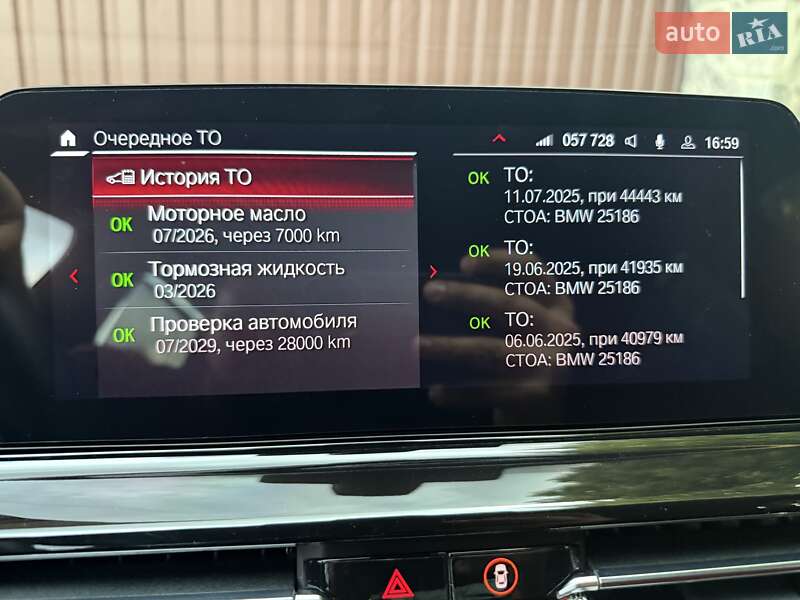 auto RIA.com
Очередное ТО
057 728
16:59
История ТО
OK Моторное масло
07/2026, через 7000 km
OK Тормозная жидкость
03/2026
OK Проверка автомобиля
07/2029, через 28000 km
OK ТО:
11.07.2025, при 44443 км
СТОА: BMW 25186
OK ТО:
19.06.2025, при 41935 км
СТОА: BMW 25186
OK ТО:
06.06.2025, при 40979 км
СТОА: BMW 25186